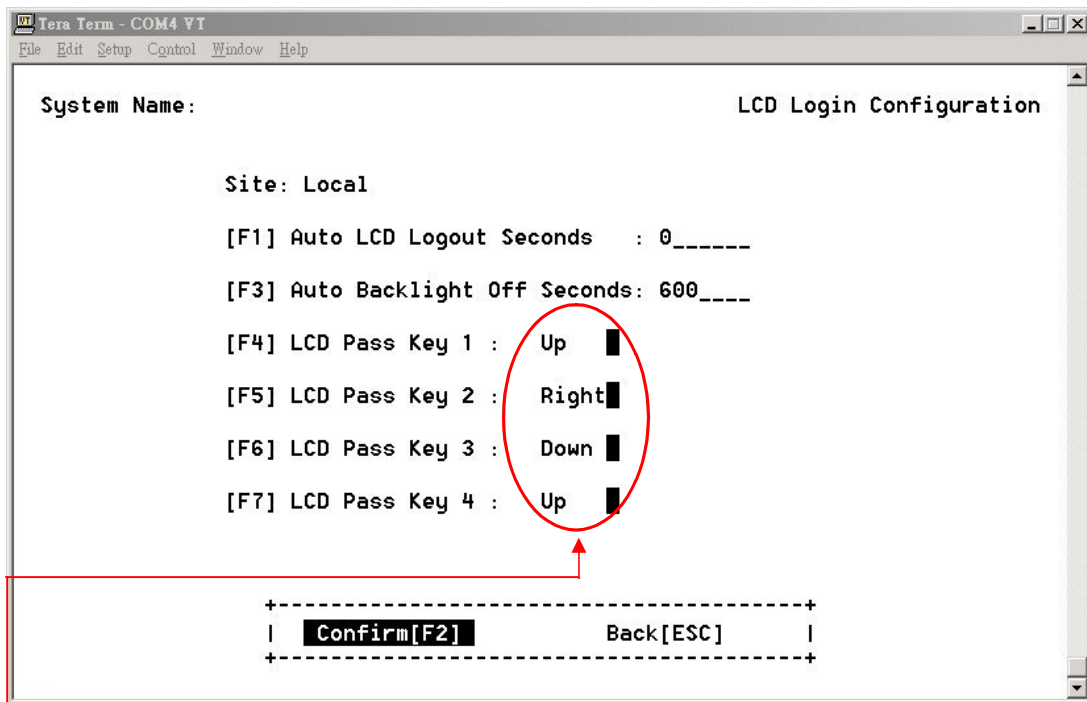 Tera Term - COM4 VT
File Edit Setup Control Window Help
System Name: LCD Login Configuration
Site: Local
[F1] Auto LCD Logout Seconds : 0______
[F3] Auto Backlight Off Seconds: 600____
[F4] LCD Pass Key 1 : Up
[F5] LCD Pass Key 2 : Right
[F6] LCD Pass Key 3 : Down
[F7] LCD Pass Key 4 : Up
+----------------------------------------+
| Confirm[F2] Back[ESC] |
+----------------------------------------+